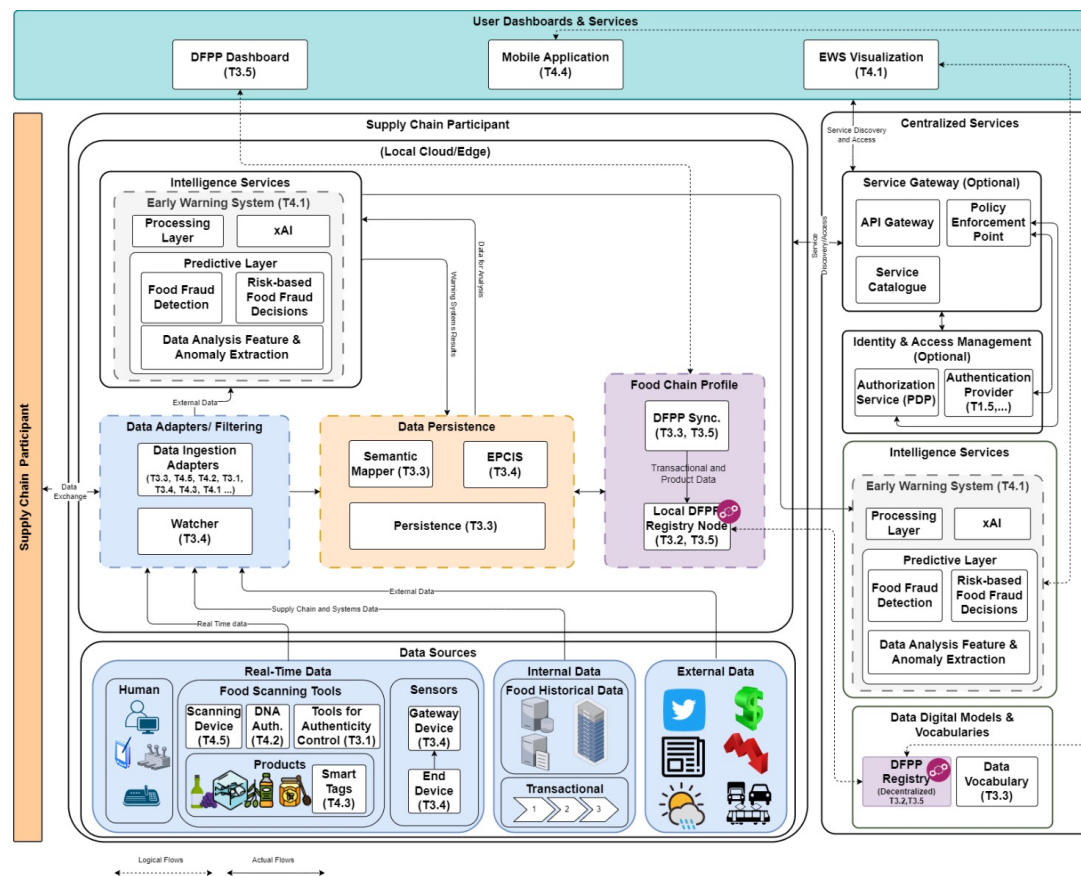 User Dashboards & Services
DFPP Dashboard
(T3.5)
Mobile Application
(T4.4)
EWS Visualization
(T4.1)
Supply Chain Participant
Supply Chain Participant
(Local Cloud/Edge)
Intelligence Services
Early Warning System (T4.1)
Processing
Layer
xAI
Predictive Layer
Food Fraud
Detection
Risk-based
Food Fraud
Decisions
Data Analysis Feature &
Anomaly Extraction
Data for Analysis
Warning Systems Results
External Data
Data Exchange
Data Adapters/ Filtering
Data Ingestion
Adapters
(T3.3, T4.5, T4.2, T3.1,
T3.4, T4.3, T4.1 ...)
Watcher
(T3.4)
Data Persistence
Semantic
Mapper (T3.3)
EPCIS
(T3.4)
Persistence (T3.3)
Food Chain Profile
DFPP Sync.
(T3.3, T3.5)
Transactional and
Product Data
Local DFPP
Registry Node
(T3.2, T3.5)
External Data
Supply Chain and Systems Data
Real Time data
Data Sources
Real-Time Data
Human
Food Scanning Tools
Scanning
Device
(T4.5)
DNA
Auth.
(T4.2)
Tools for
Authenticity
Control (T3.1)
Products
Smart
Tags
(T4.3)
Sensors
Gateway
Device
(T3.4)
End
Device
(T3.4)
Internal Data
Food Historical Data
Transactional
1
2
3
External Data
Service Discovery
and Access
Service
Discovery/Access
Centralized Services
Service Gateway (Optional)
API Gateway
Policy
Enforcement
Point
Service
Catalogue
Identity & Access Management
(Optional)
Authorization
Service (PDP)
Authentication
Provider
(T1.5,...)
Intelligence Services
Early Warning System (T4.1)
Processing
Layer
xAI
Predictive Layer
Food Fraud
Detection
Risk-based
Food Fraud
Decisions
Data Analysis Feature &
Anomaly Extraction
Data Digital Models &
Vocabularies
DFPP
Registry
(Decentralized)
T3.2,T3.5
Data
Vocabulary
(T3.3)
Logical Flows
Actual Flows